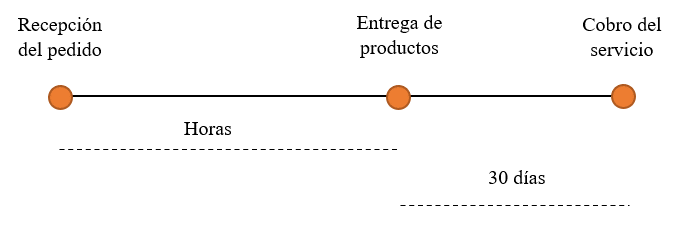 Recepción
del pedido
Entrega de
productos
Cobro del
servicio
Horas
30 días